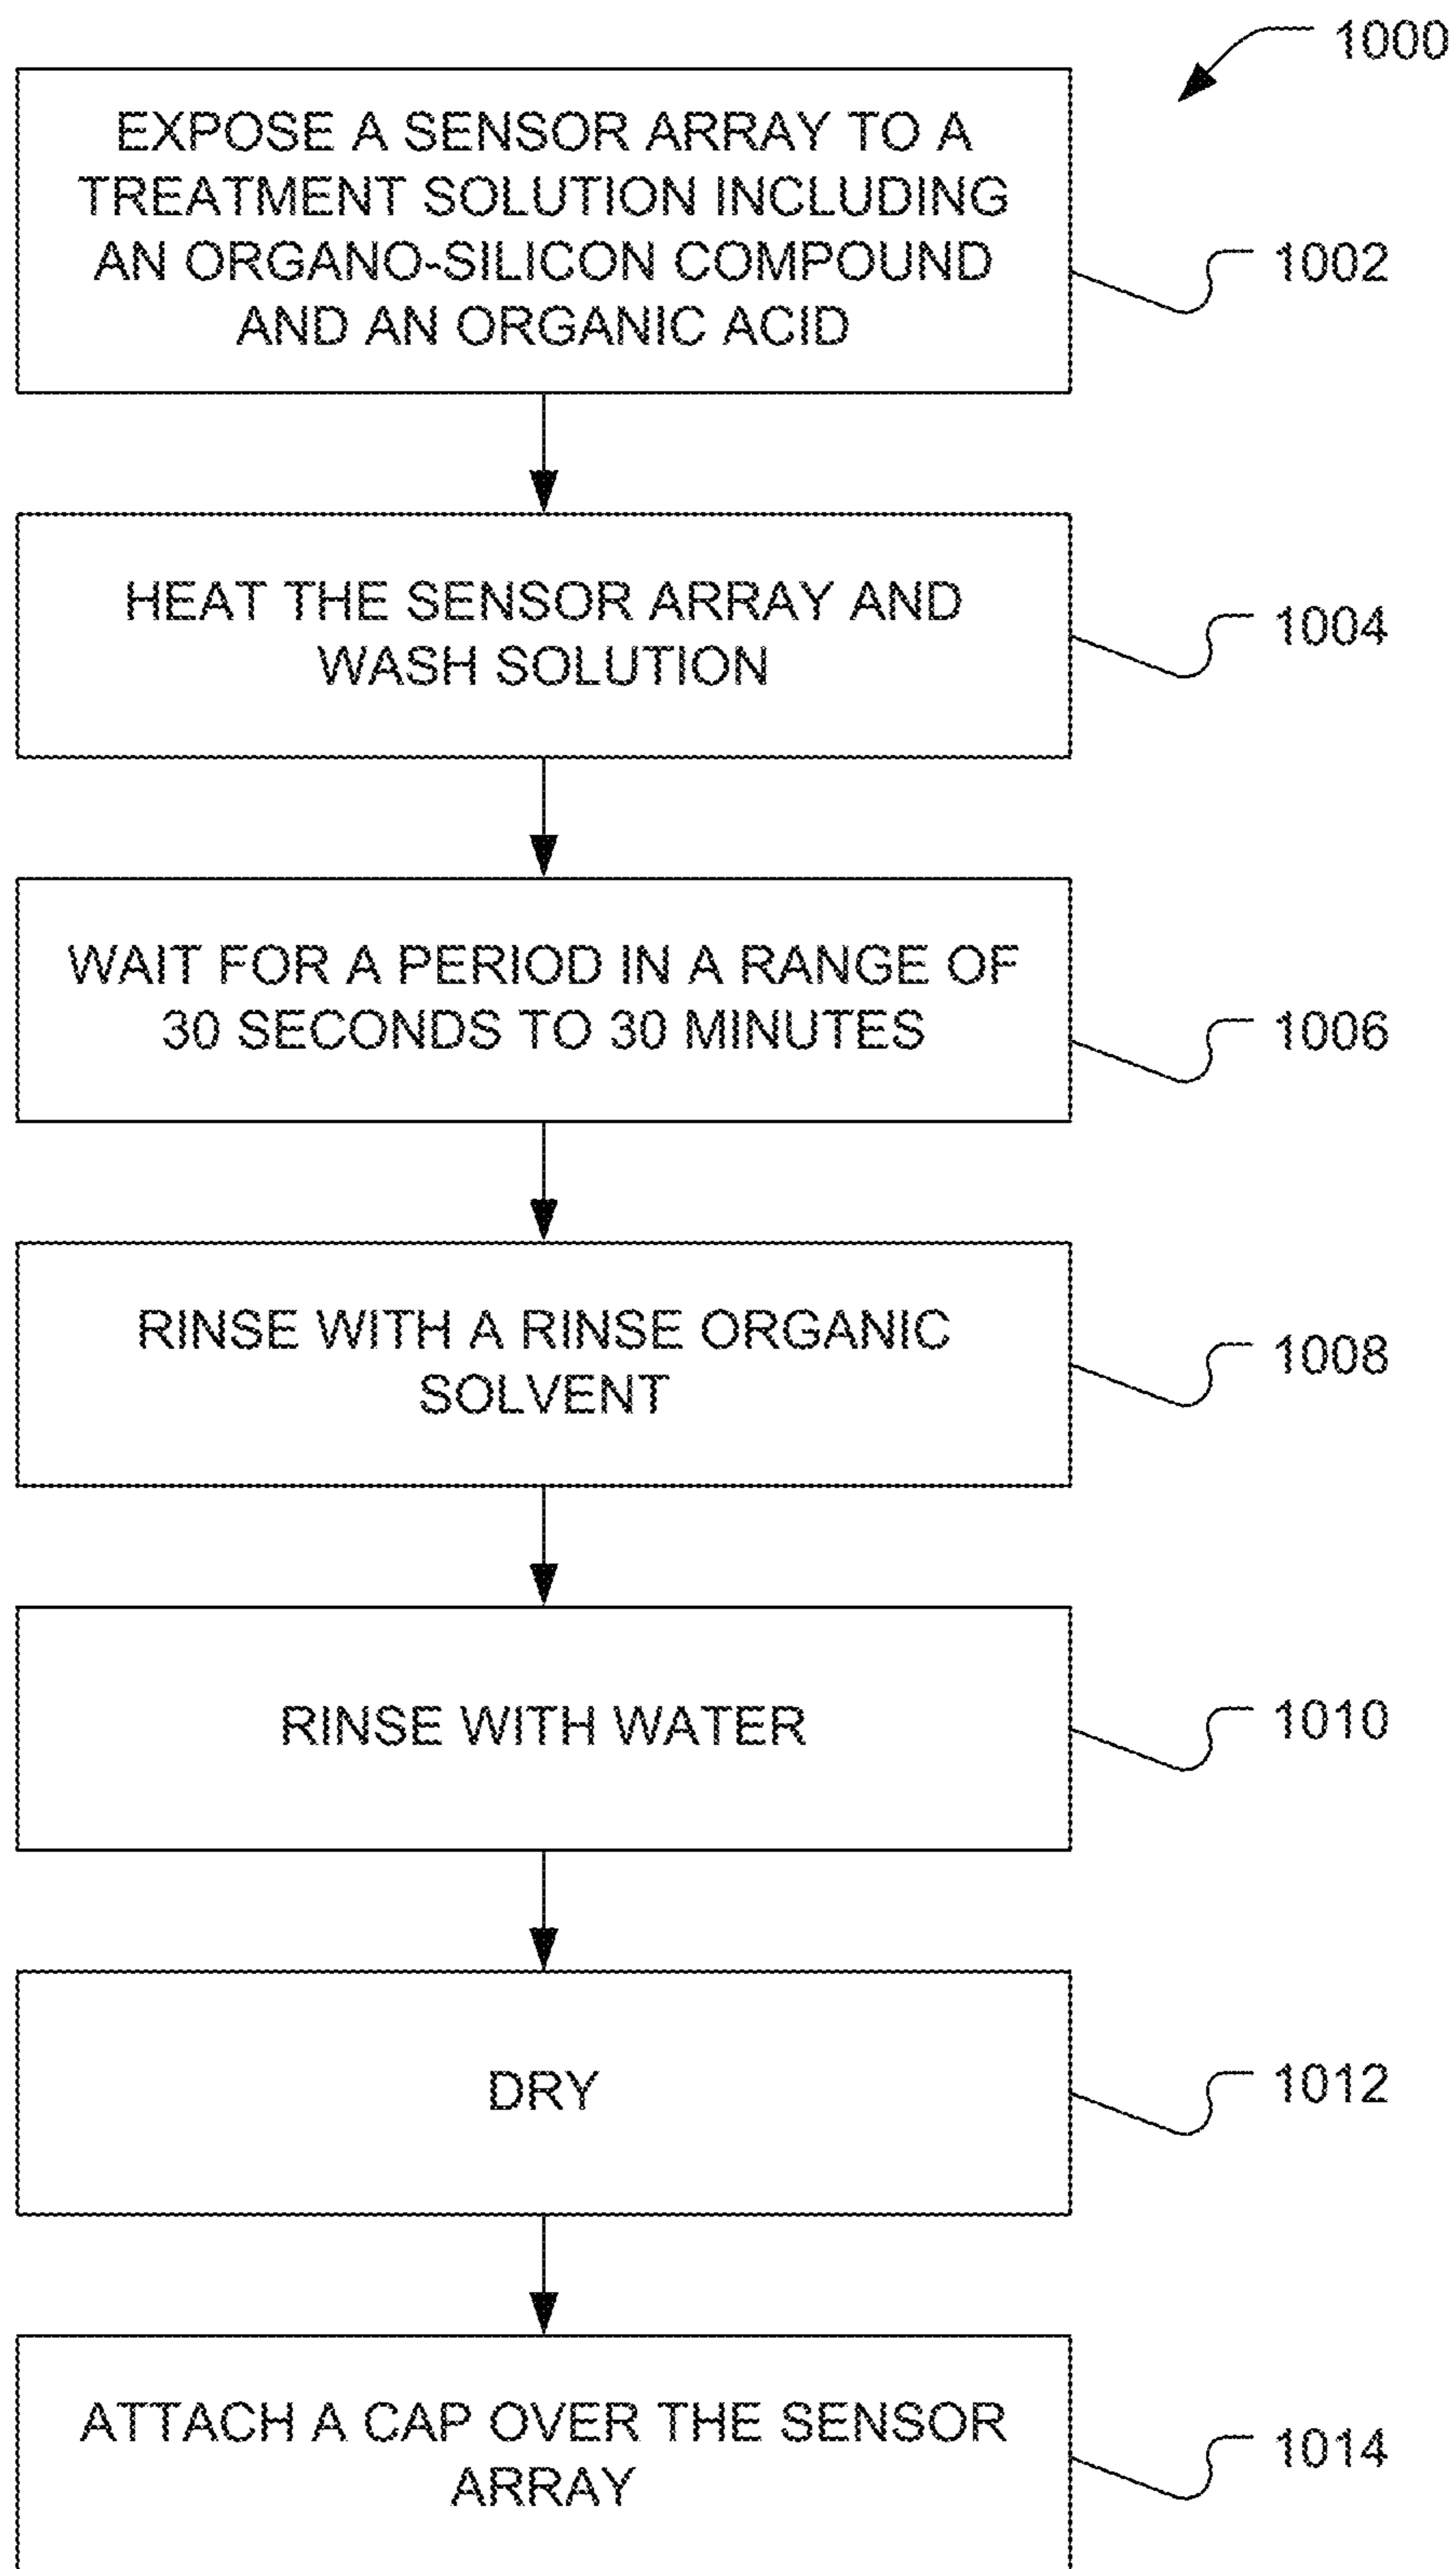 1000
EXPOSE A SENSOR ARRAY TO A
TREATMENT SOLUTION INCLUDING
AN ORGANO-SILICON COMPOUND
AND AN ORGANIC ACID
1002
HEAT THE SENSOR ARRAY AND
WASH SOLUTION
1004
WAIT FOR A PERIOD IN A RANGE OF
30 SECONDS TO 30 MINUTES
1006
RINSE WITH A RINSE ORGANIC
SOLVENT
1008
RINSE WITH WATER
1010
DRY
1012
ATTACH A CAP OVER THE SENSOR
ARRAY
1014